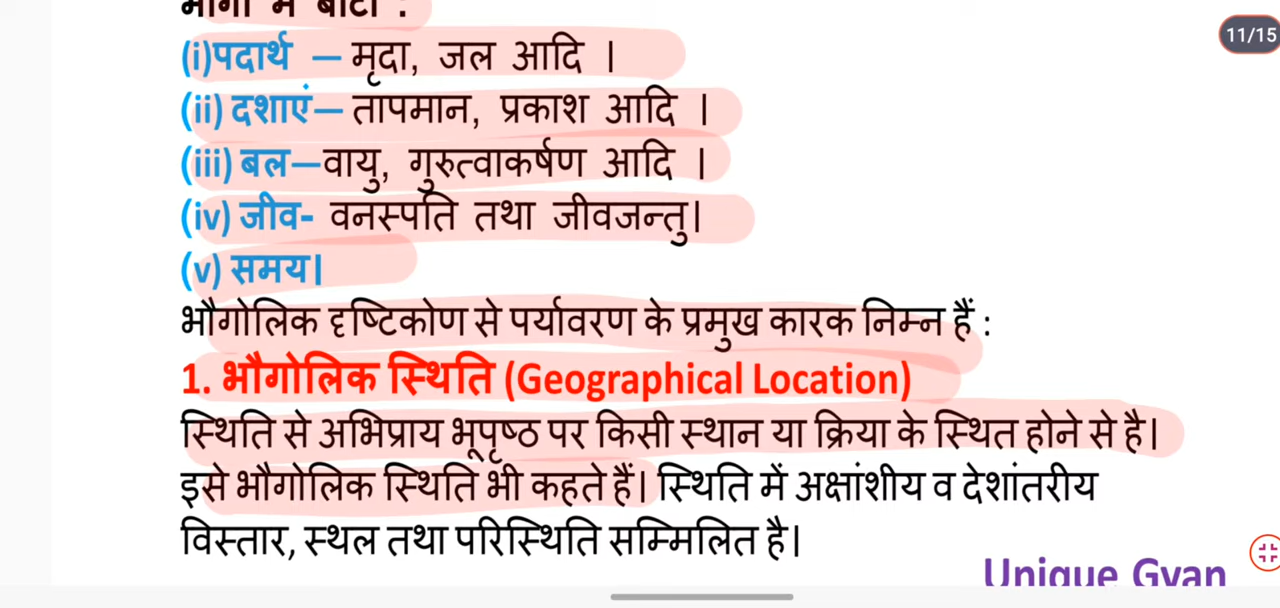 भागों में बाँटा :
11/15
(i)पदार्थ – मृदा, जल आदि ।
(ii) दशाएं– तापमान, प्रकाश आदि ।
(iii) बल–वायु, गुरुत्वाकर्षण आदि ।
(iv) जीव- वनस्पति तथा जीवजन्तु।
(v) समय।
भौगोलिक दृष्टिकोण से पर्यावरण के प्रमुख कारक निम्न हैं :
1. भौगोलिक स्थिति (Geographical Location)
स्थिति से अभिप्राय भूपृष्ठ पर किसी स्थान या क्रिया के स्थित होने से है।
इसे भौगोलिक स्थिति भी कहते हैं। स्थिति में अक्षांशीय व देशांतरीय
विस्तार, स्थल तथा परिस्थिति सम्मिलित है।
Unique Gyan